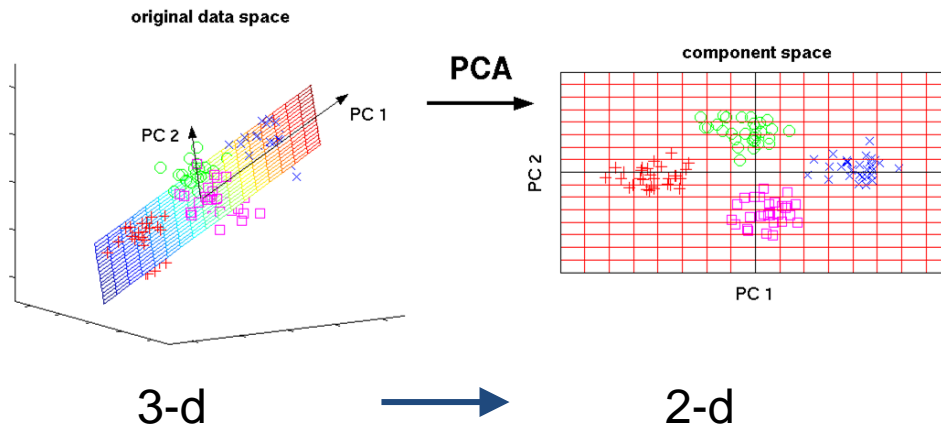 original data space
PCA
component space
PC 1
PC 2
PC 2
PC 1
3-d
2-d